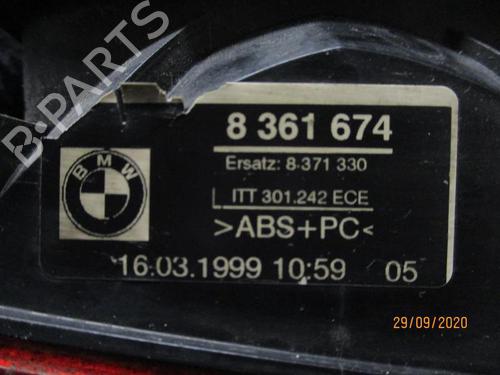 B-PARTS
8 361 674
Ersatz: 8.371 330
ITT 301.242 ECE
>ABS+PC<
16.03.1999 10:59 05
BMW
29/09/2020